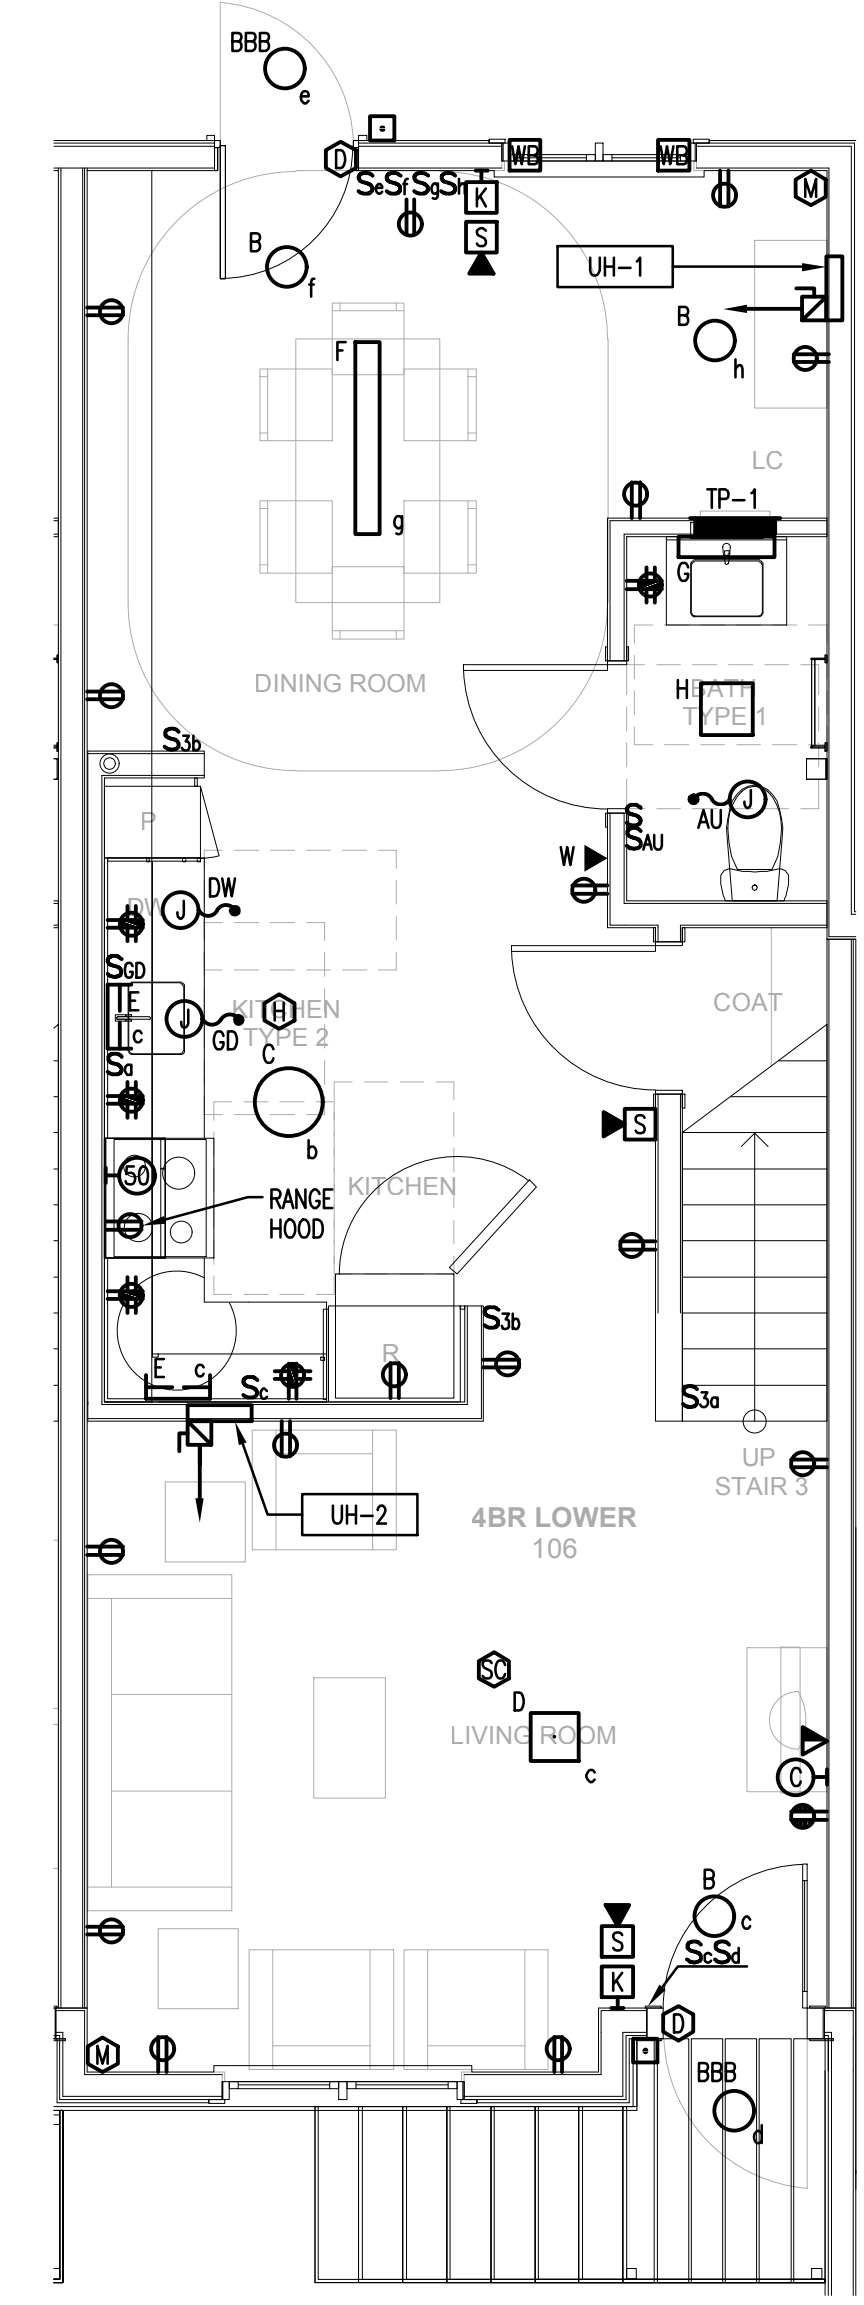 BBB
e
D
WB
WB
SeSfSgSh
K
M
S
B
f
UH-1
B
h
F
g
LC
TP-1
G
DINING ROOM
H
BATH
TYPE 1
S3b
P
J
AU
S
SAU
W
DW
DW
J
SGD
E
c
J
GD
KITCHEN
TYPE 2
H
COAT
Sa
C
b
S
50
KITCHEN
RANGE
HOOD
S3b
R
E
c
Sc
S3a
UP
STAIR 3
UH-2
4BR LOWER
106
SC
D
LIVING ROOM
c
C
B
c
S
ScSd
K
D
M
BBB
d